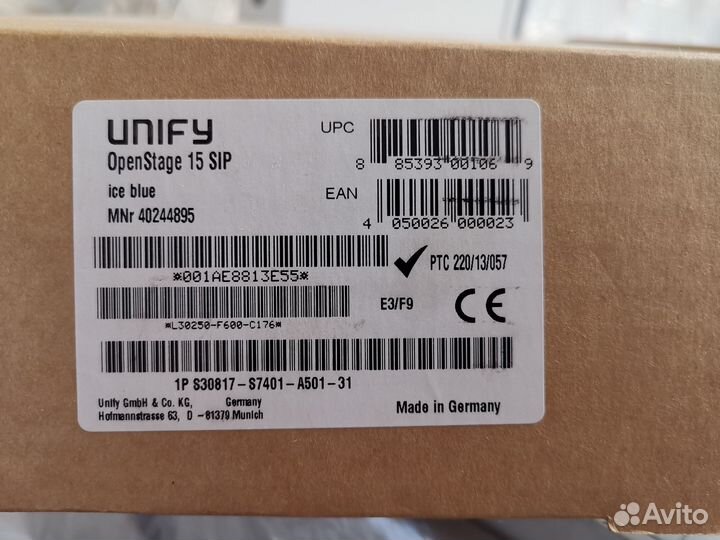 UNIFY
OpenStage 15 SIP
ice blue
MNr 40244895
UPC
8 85393 00106 9
EAN
4 050026 000023
*001AE8813E55*
PTC 220/13/057
*L30250-F600-C176*
E3/F9
CE
1P S30817-S7401-A501-31
Unify GmbH & Co. KG, Germany
Hofmannstrasse 63, D -81379 Munich
Made in Germany
Avito